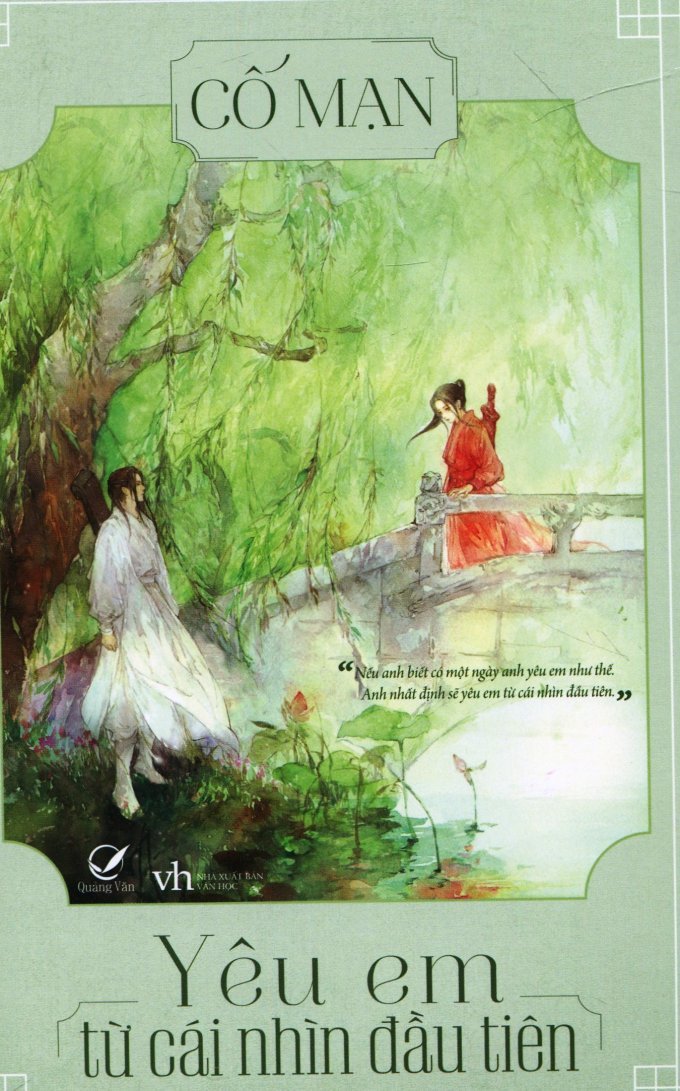 CỐ MẠN
“Nếu anh biết có một ngày anh yêu em như thế.
Anh nhất định sẽ yêu em từ cái nhìn đầu tiên.”
Quảng Văn
vh NHÀ XUẤT BẢN
VĂN HỌC
Yêu em
từ cái nhìn đầu tiên